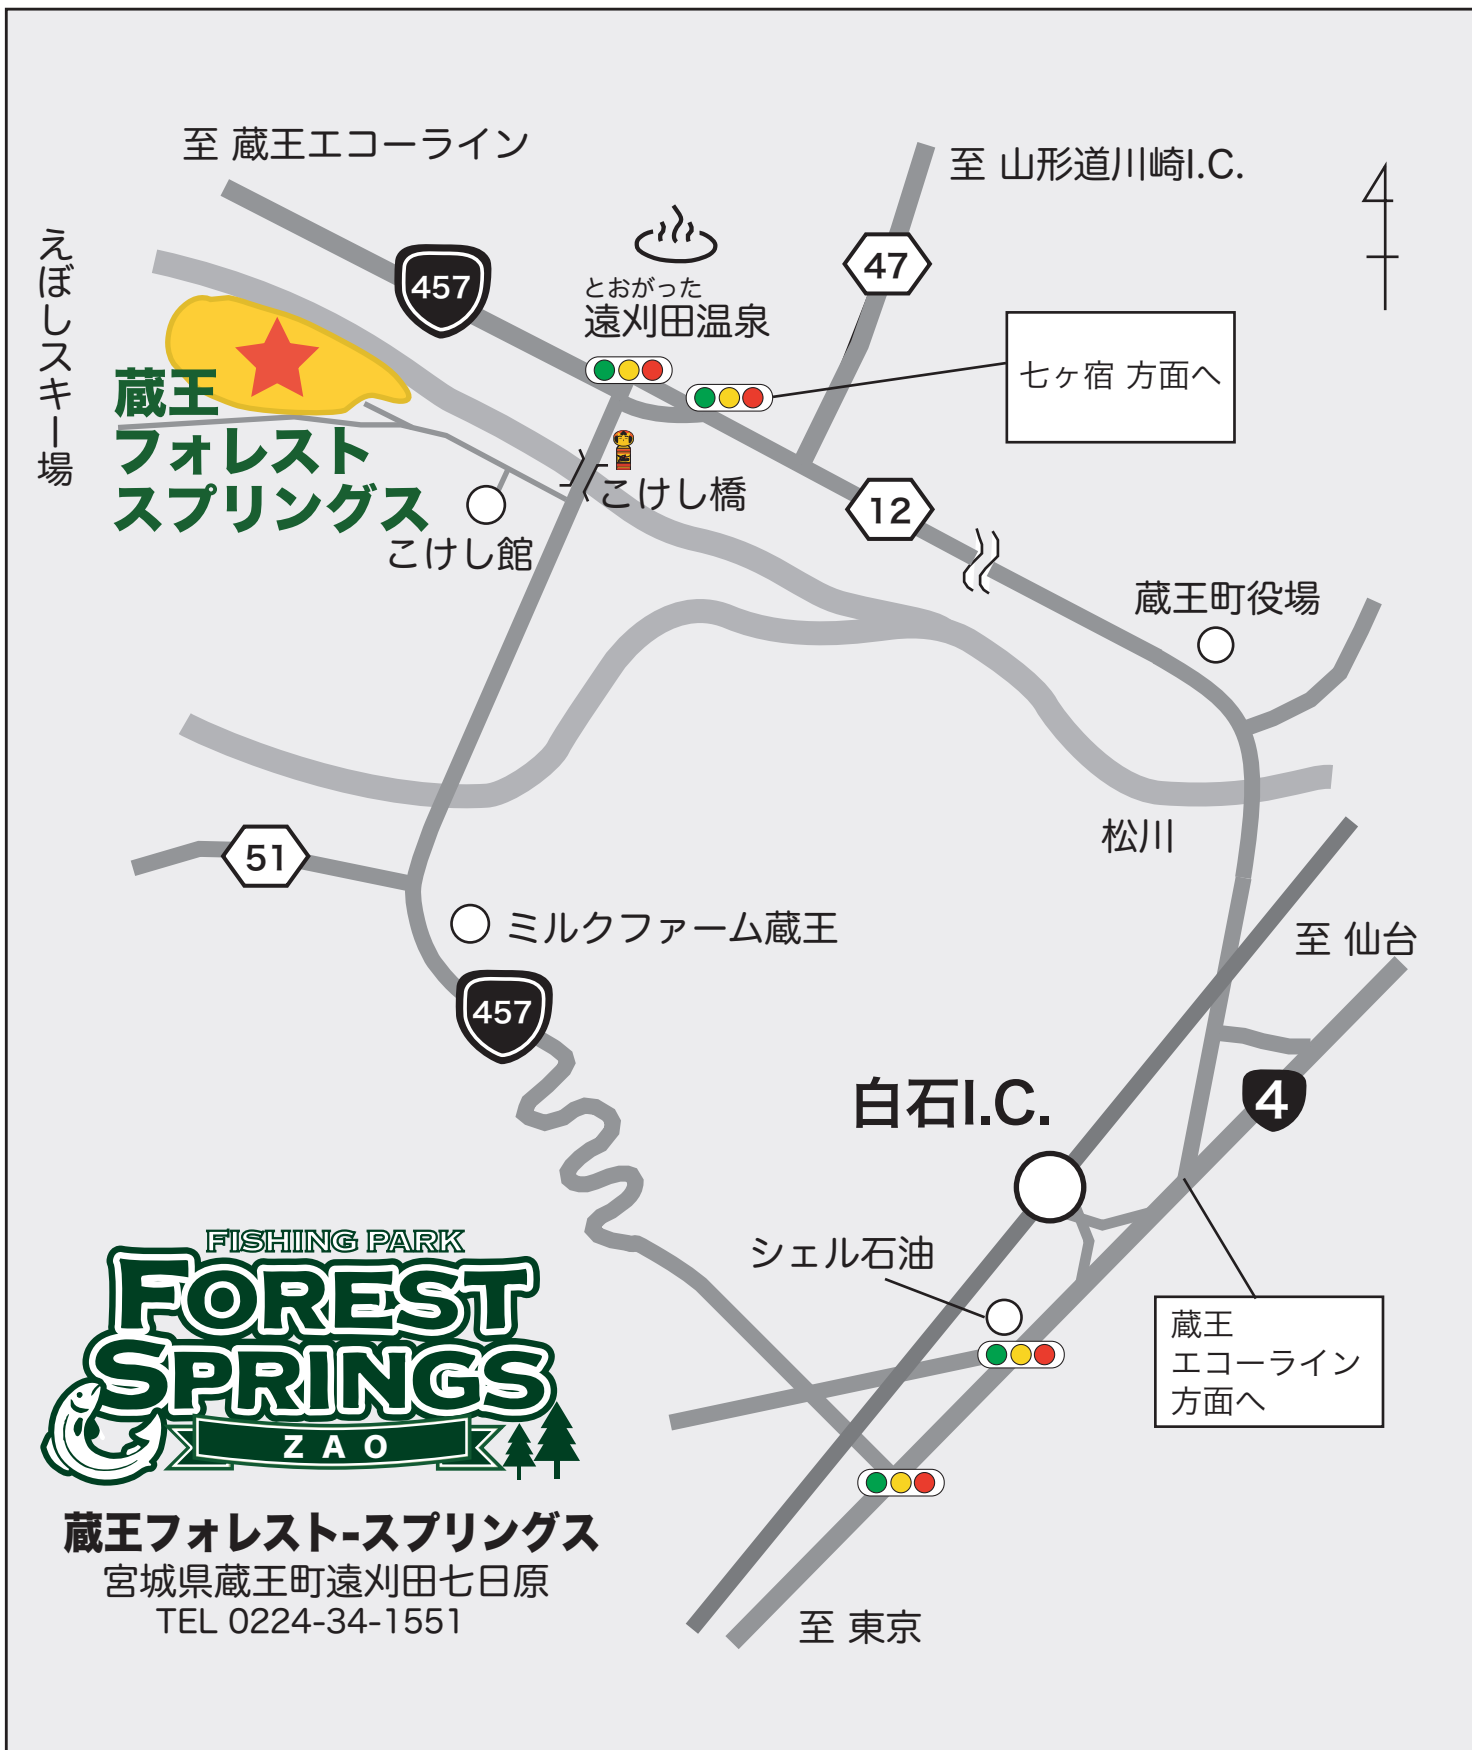 至 蔵王エコーライン
至 山形道川崎I.C.
えぼしスキー場
457
47
とおがった
遠刈田温泉
七ヶ宿 方面へ
蔵王
フォレスト
スプリングス
こけし橋
12
こけし館
蔵王町役場
松川
51
ミルクファーム蔵王
至 仙台
457
白石I.C.
4
シェル石油
蔵王
エコーライン
方面へ
FISHING PARK
FOREST
SPRINGS
ZAO
蔵王フォレスト-スプリングス
宮城県蔵王町遠刈田七日原
TEL 0224-34-1551
至 東京